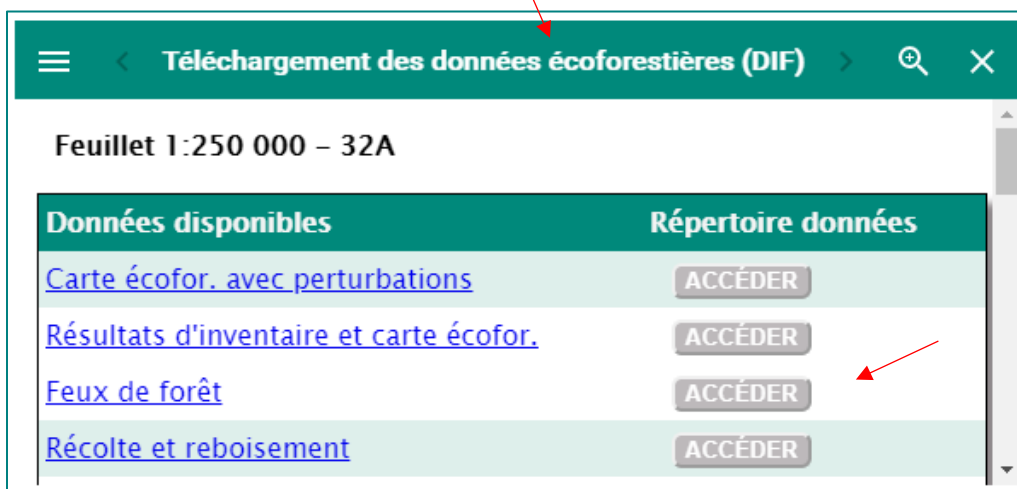 Téléchargement des données écoforestières (DIF)
Feuillet 1:250 000 – 32A
Données disponibles Répertoire données
Carte écofor. avec perturbations ACCÉDER
Résultats d'inventaire et carte écofor. ACCÉDER
Feux de forêt ACCÉDER
Récolte et reboisement ACCÉDER